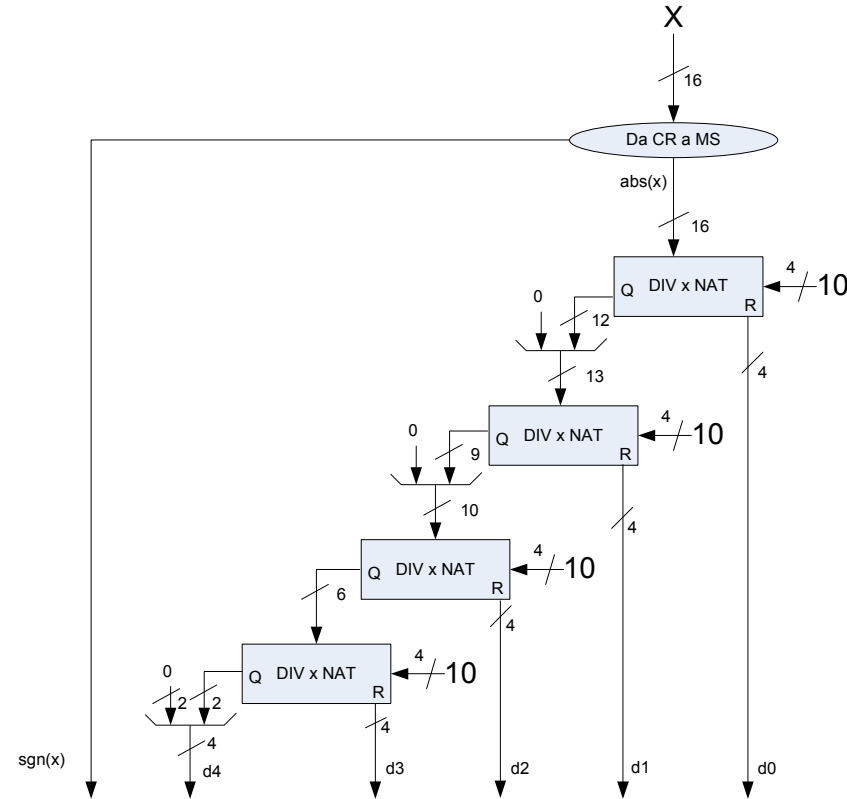 X
16
Da CR a MS
abs(x)
16
4
10
Q DIV x NAT
R
0
12
4
13
4
10
Q DIV x NAT
R
0
9
4
10
4
10
Q DIV x NAT
R
6
4
4
10
Q DIV x NAT
R
0
2 2
4
4
sgn(x)
d4 d3 d2 d1 d0